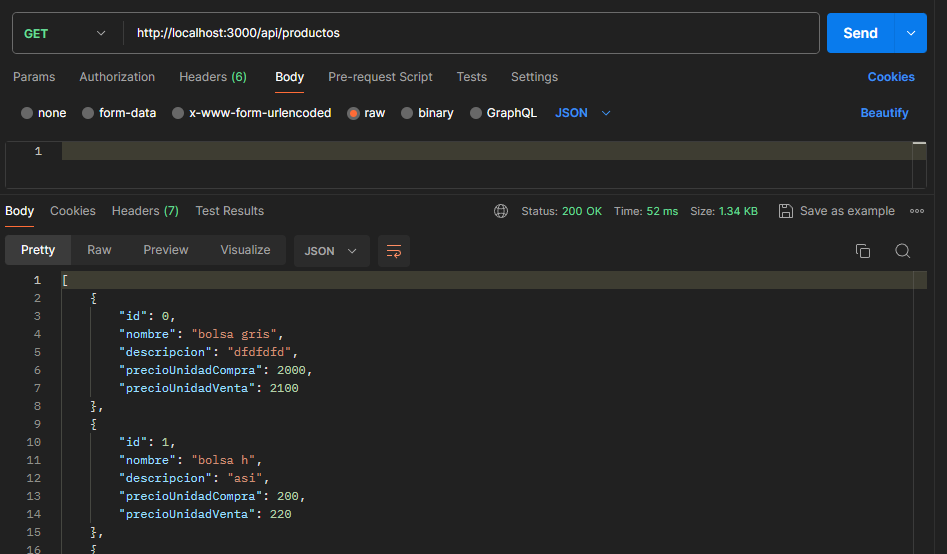 GET http://localhost:3000/api/productos Send
Params Authorization Headers (6) Body Pre-request Script Tests Settings Cookies
none form-data x-www-form-urlencoded raw binary GraphQL JSON Beautify
1
Body Cookies Headers (7) Test Results Status: 200 OK Time: 52 ms Size: 1.34 KB Save as example
Pretty Raw Preview Visualize JSON
1 [
2 {
3 "id": 0,
4 "nombre": "bolsa gris",
5 "descripcion": "dfdfdfd",
6 "precioUnidadCompra": 2000,
7 "precioUnidadVenta": 2100
8 },
9 {
10 "id": 1,
11 "nombre": "bolsa h",
12 "descripcion": "asi",
13 "precioUnidadCompra": 200,
14 "precioUnidadVenta": 220
15 },
16 {